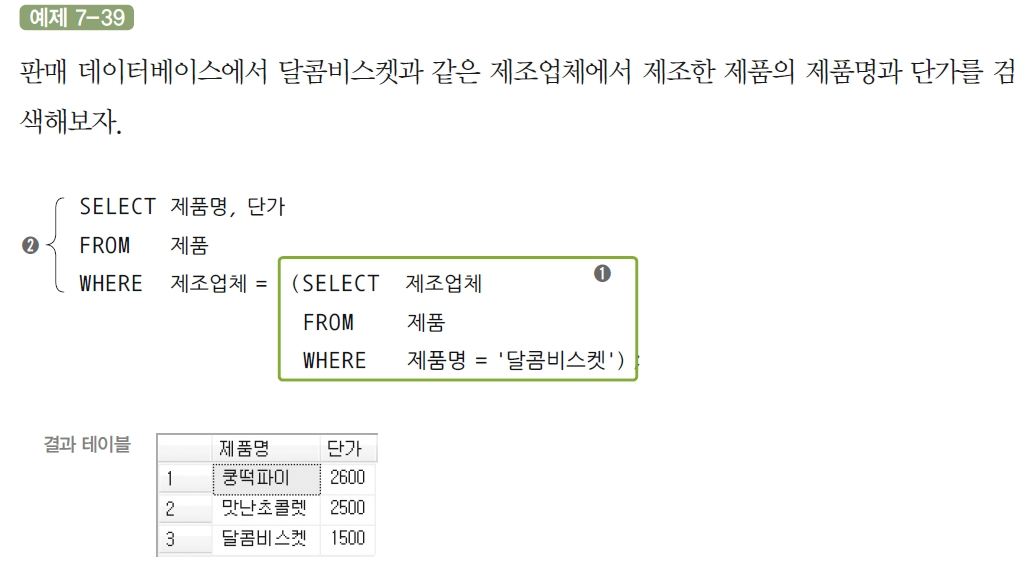 예제 7-39
판매 데이터베이스에서 달콤비스켓과 같은 제조업체에서 제조한 제품의 제품명과 단가를 검
색해보자.
SELECT 제품명, 단가
❷ FROM 제품
WHERE 제조업체 = (SELECT 제조업체 ❶
FROM 제품
WHERE 제품명 = '달콤비스켓');
결과 테이블
제품명 단가
1 쿵떡파이 2600
2 맛난초콜렛 2500
3 달콤비스켓 1500